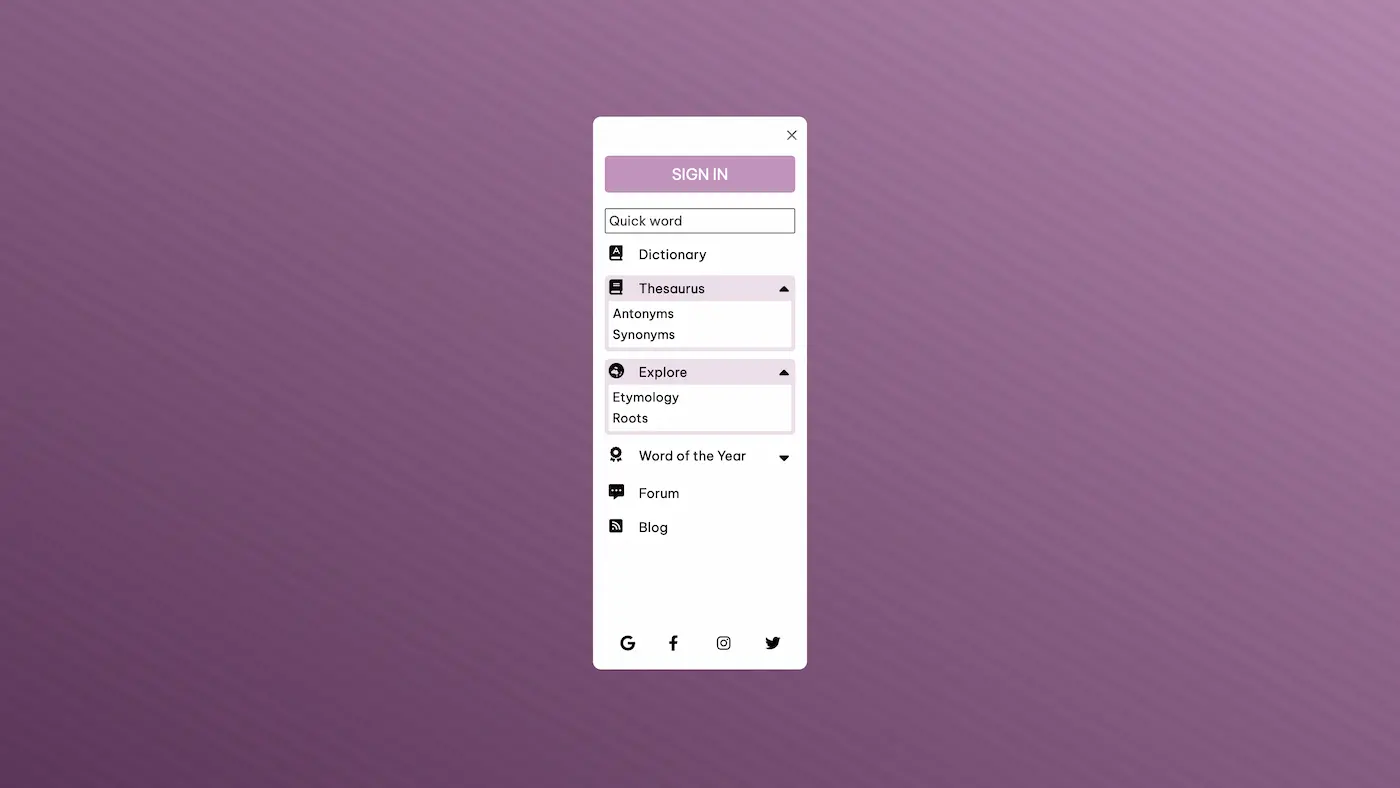 SIGN IN
Quick word
Dictionary
Thesaurus
Antonyms
Synonyms
Explore
Etymology
Roots
Word of the Year
Forum
Blog